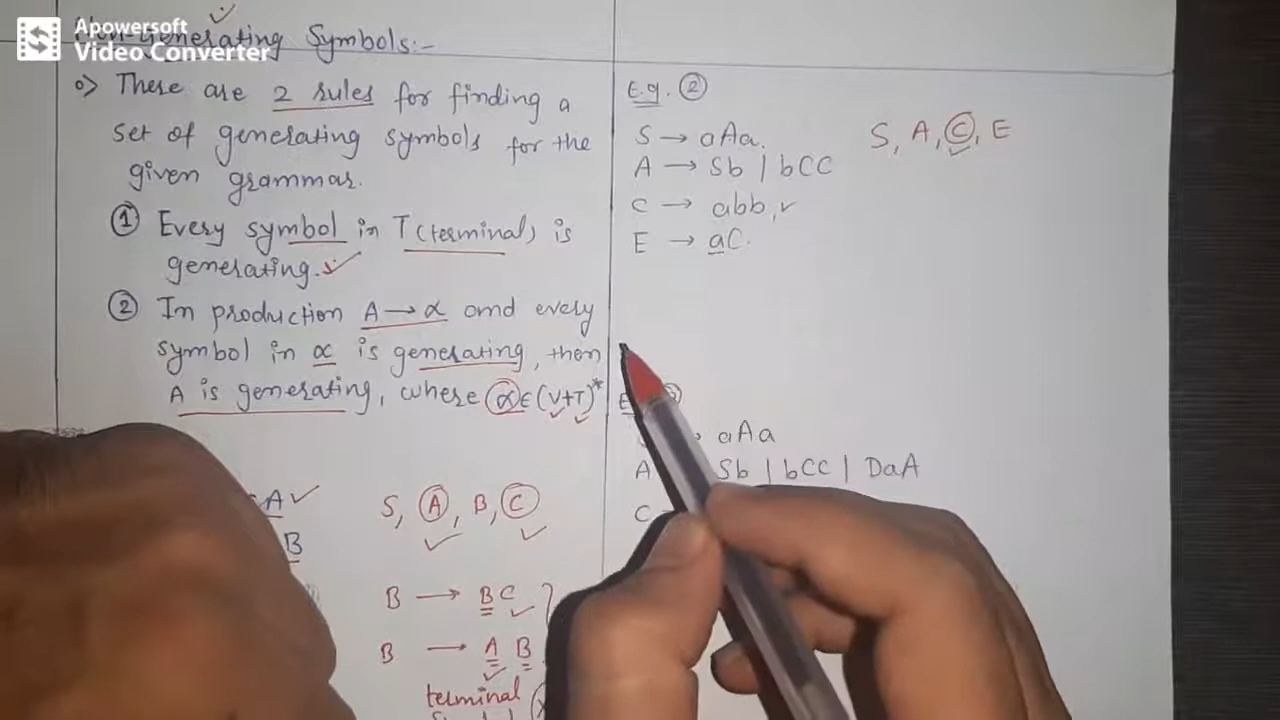 Apowersoft
Video Converter
Non-Generating Symbols:-
o> There are 2 rules for finding a
set of generating symbols for the
given grammar.
① Every symbol in T(terminal) is
generating.
② In production A → α and every
symbol in α is generating, then
A is generating, where α∈(V+T)*
A
B
S, A, B, C
B → BC
B → A B
terminal
E.g. ②
S → aAa.
A → Sb | bCC
C → abb,
E → aC.
S, A, C, E
aAa
A Sb | bCC | DaA
C